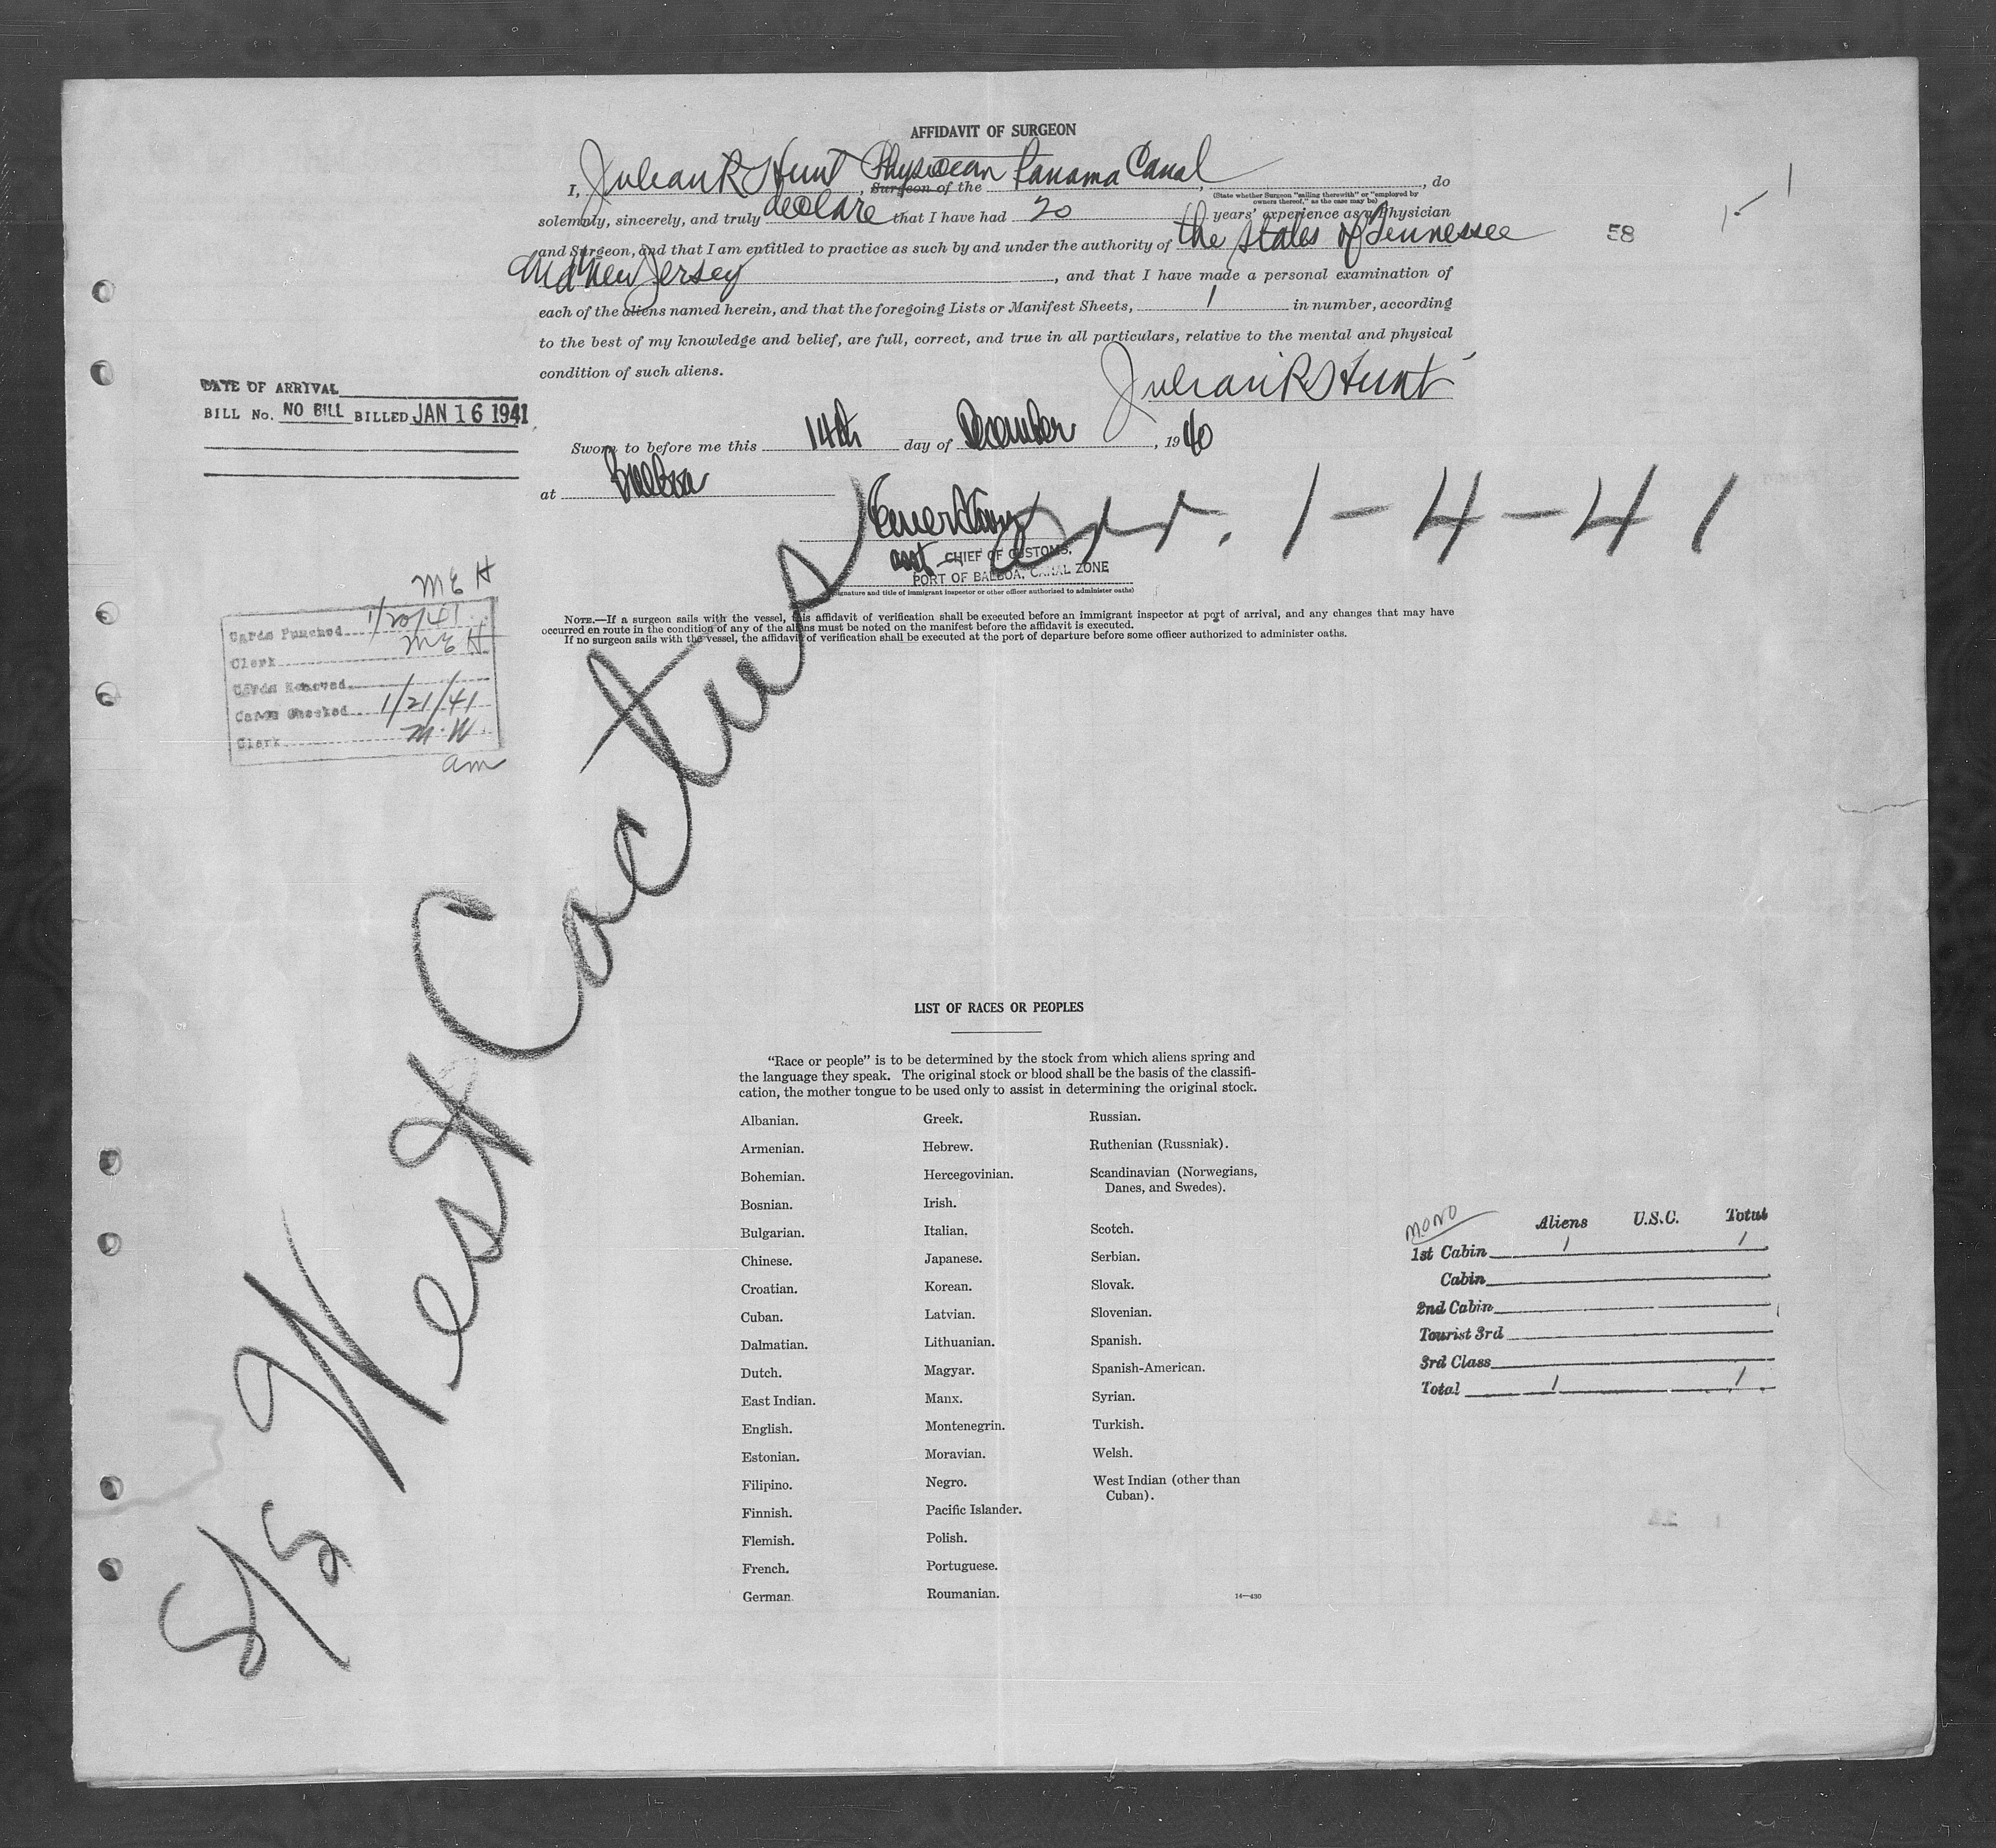 AFFIDAVIT OF SURGEON
I, Julian R Hunt, Physician Surgeon of the Panama Canal, do
(State whether Surgeon "sailing therewith" or "employed by
owners thereof," as the case may be)
solemnly, sincerely, and truly declare that I have had 20 years' experience as a Physician
and Surgeon, and that I am entitled to practice as such by and under the authority of the States of Tennessee
and New Jersey, and that I have made a personal examination of
each of the aliens named herein, and that the foregoing Lists or Manifest Sheets, 1 in number, according
to the best of my knowledge and belief, are full, correct, and true in all particulars, relative to the mental and physical
condition of such aliens.
58
1
Julian R Hunt
DATE OF ARRIVAL
BILL No. NO BILL BILLED JAN 16 1941
Sworn to before me this 14th day of December, 1940
at Balboa
arr. 1-4-41
asst CHIEF OF CUSTOMS,
PORT OF BALBOA, CANAL ZONE
(Signature and title of immigrant inspector or other officer authorized to administer oaths)
NOTE.—If a surgeon sails with the vessel, this affidavit of verification shall be executed before an immigrant inspector at port of arrival, and any changes that may have
occurred en route in the condition of any of the aliens must be noted on the manifest before the affidavit is executed.
If no surgeon sails with the vessel, the affidavit of verification shall be executed at the port of departure before some officer authorized to administer oaths.
M E H
Cards Punched 1/20/41
Clerk M E H
Cards Removed
Cards Checked 1/21/41
Clerk M.W.
am
S/S West Cactus
LIST OF RACES OR PEOPLES
"Race or people" is to be determined by the stock from which aliens spring and
the language they speak. The original stock or blood shall be the basis of the classifi-
cation, the mother tongue to be used only to assist in determining the original stock.
Albanian.
Armenian.
Bohemian.
Bosnian.
Bulgarian.
Chinese.
Croatian.
Cuban.
Dalmatian.
Dutch.
East Indian.
English.
Estonian.
Filipino.
Finnish.
Flemish.
French.
German.
Greek.
Hebrew.
Hercegovinian.
Irish.
Italian.
Japanese.
Korean.
Latvian.
Lithuanian.
Magyar.
Manx.
Montenegrin.
Moravian.
Negro.
Pacific Islander.
Polish.
Portuguese.
Roumanian.
Russian.
Ruthenian (Russniak).
Scandinavian (Norwegians,
Danes, and Swedes).
Scotch.
Serbian.
Slovak.
Slovenian.
Spanish.
Spanish-American.
Syrian.
Turkish.
Welsh.
West Indian (other than
Cuban).
14—430
MONO
Aliens U.S.C. Total
1st Cabin 1 1
Cabin
2nd Cabin
Tourist 3rd
3rd Class
Total 1 1